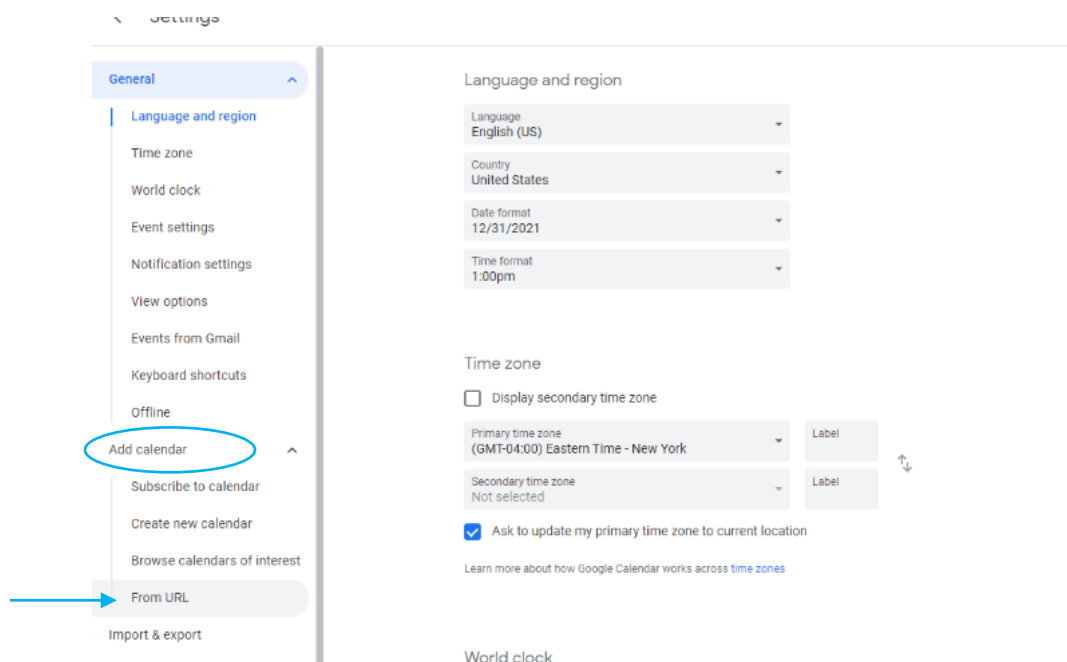 Settings
General
Language and region
Time zone
World clock
Event settings
Notification settings
View options
Events from Gmail
Keyboard shortcuts
Offline
Add calendar
Subscribe to calendar
Create new calendar
Browse calendars of interest
From URL
Import & export
Language and region
Language
English (US)
Country
United States
Date format
12/31/2021
Time format
1:00pm
Time zone
Display secondary time zone
Primary time zone
(GMT-04:00) Eastern Time - New York
Label
Secondary time zone
Not selected
Label
Ask to update my primary time zone to current location
Learn more about how Google Calendar works across time zones
World clock